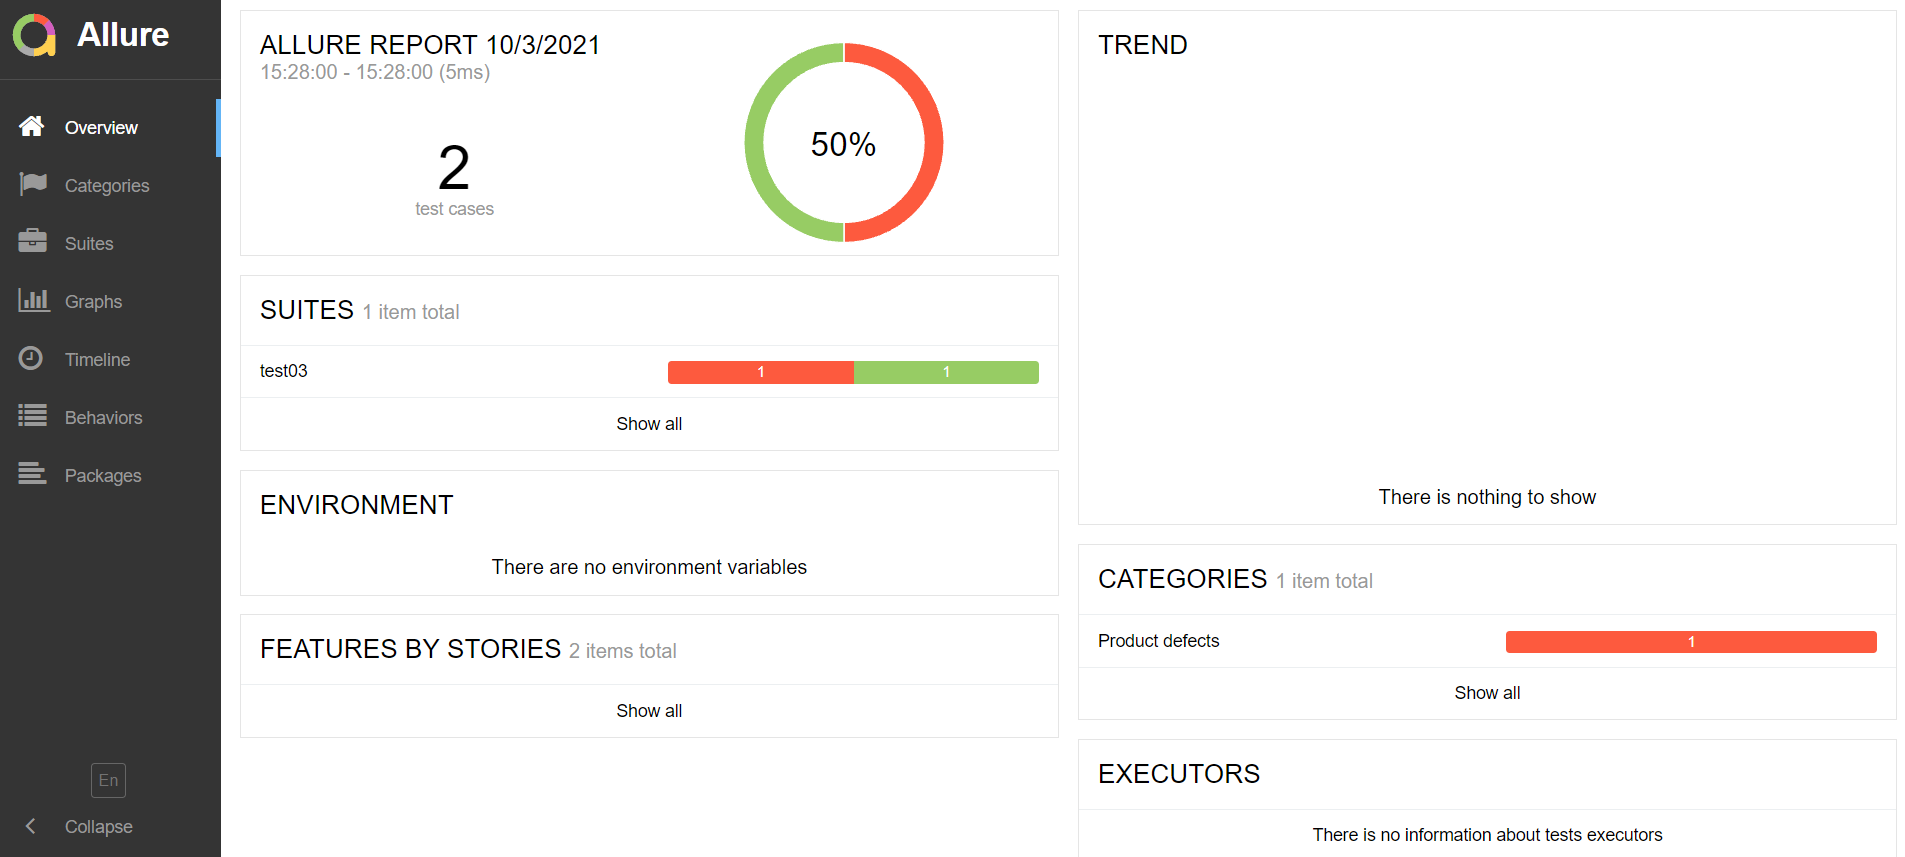 Allure
Overview
Categories
Suites
Graphs
Timeline
Behaviors
Packages
En
Collapse
ALLURE REPORT 10/3/2021
15:28:00 - 15:28:00 (5ms)
2
test cases
50%
SUITES 1 item total
test03 1 1
Show all
ENVIRONMENT
There are no environment variables
FEATURES BY STORIES 2 items total
Show all
TREND
There is nothing to show
CATEGORIES 1 item total
Product defects 1
Show all
EXECUTORS
There is no information about tests executors